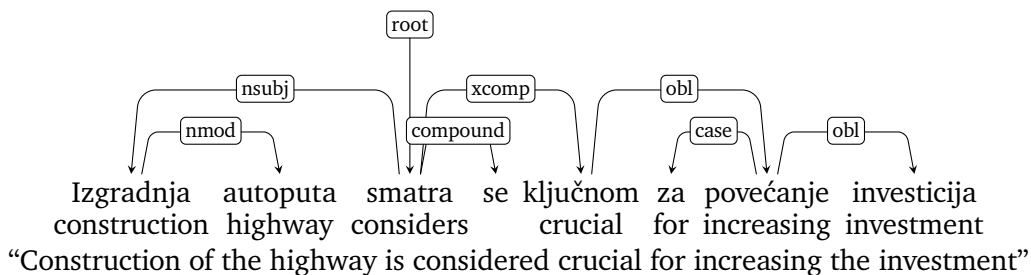 root
nsubj xcomp obl
nmod compound case obl
Izgradnja autoputa smatra se ključnom za povećanje investicija
construction highway considers crucial for increasing investment
“Construction of the highway is considered crucial for increasing the investment”